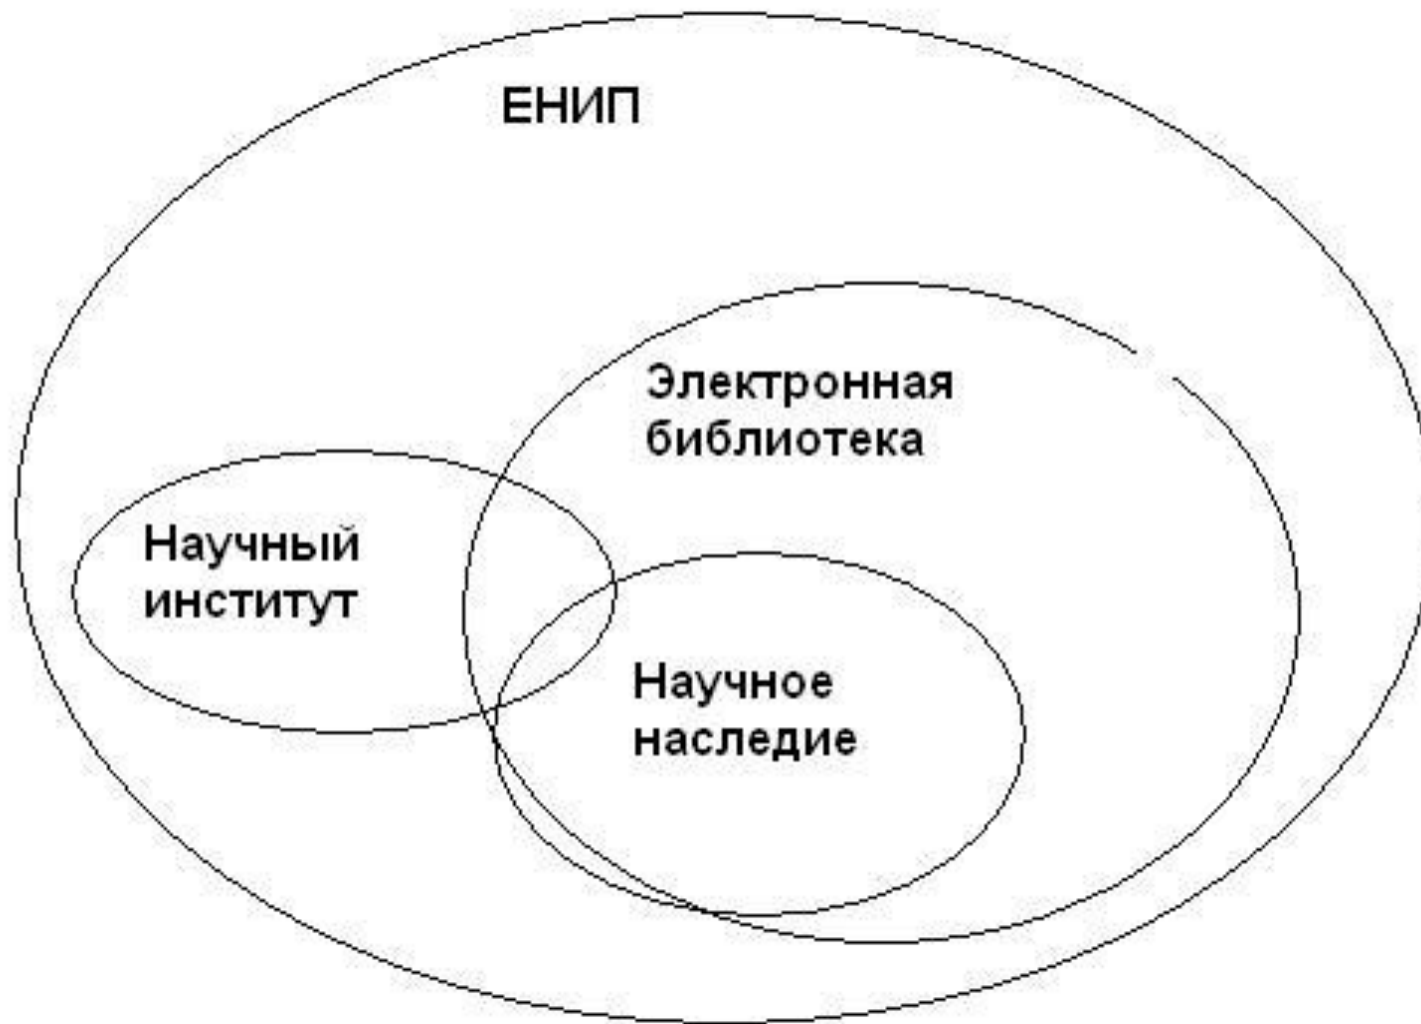 ЕНИП
Электронная
библиотека
Научный
институт
Научное
наследие